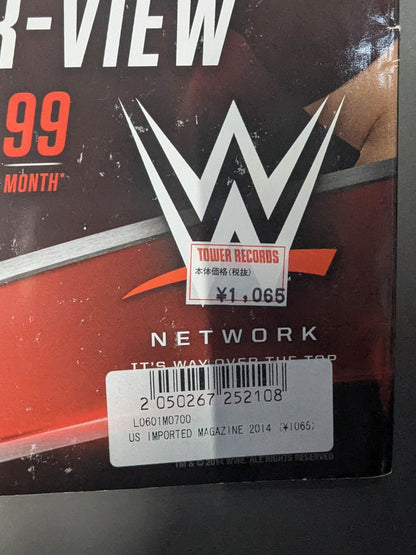 R-VIEW
99
MONTH*
W
TOWER RECORDS
本体価格(税抜)
¥1,065
NETWORK
IT'S WAY OVER THE TOP
2 050267 252108
L0601M0700
US IMPORTED MAGAZINE 2014 (¥1065)
TM & © 2014 WWE. ALL RIGHTS RESERVED